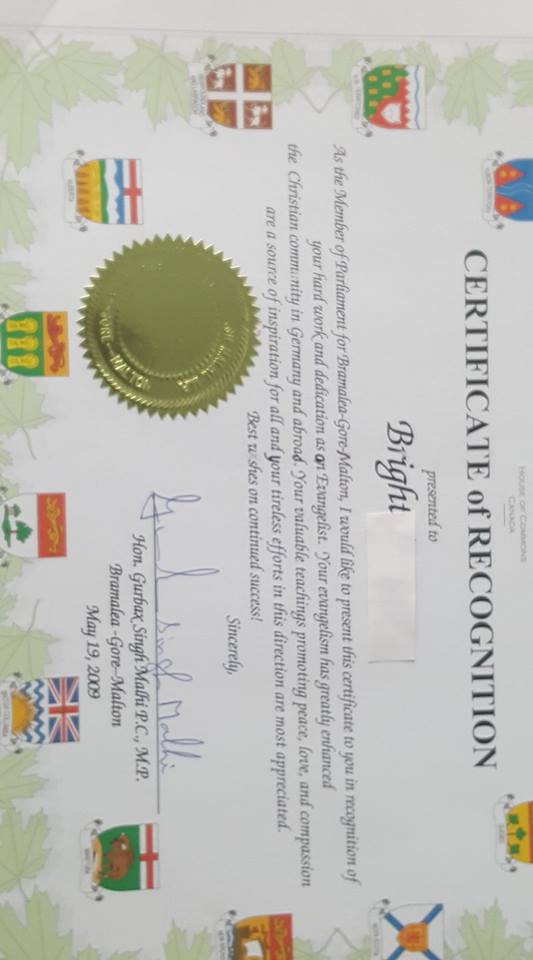 HOUSE OF COMMONS
CANADA
CERTIFICATE of RECOGNITION
presented to
Bright
As the Member of Parliament for Bramalea-Gore-Malton, I would like to present this certificate to you in recognition of
your hard work and dedication as an Evangelist. Your evangelism has greatly enhanced
the Christian community in Germany and abroad. Your valuable teachings promoting peace, love, and compassion
are a source of inspiration for all and your tireless efforts in this direction are most appreciated.
Best wishes on continued success!
Sincerely,
Hon. Gurbax Singh Malhi P.C., M.P.
Bramalea -Gore-Malton
May 19, 2009
ALBERTA